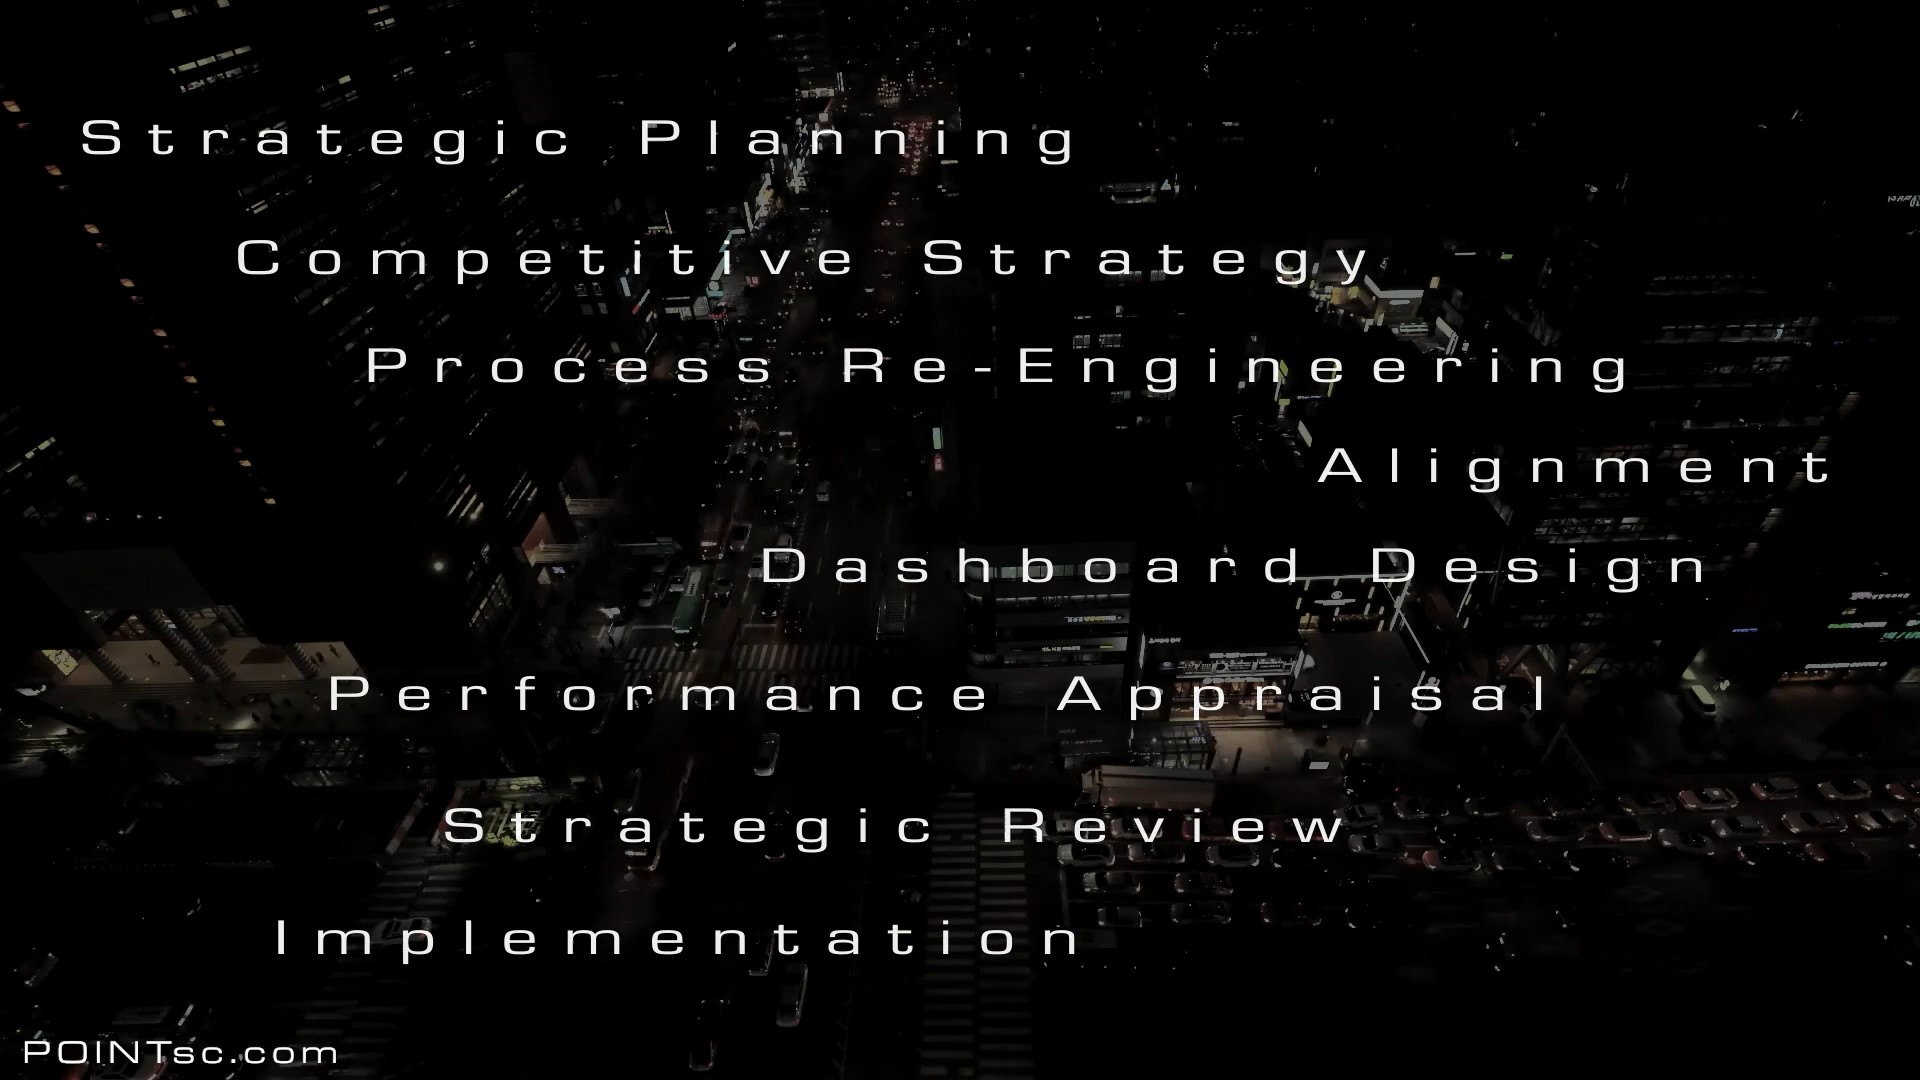 Strategic Planning
Competitive Strategy
Process Re-Engineering
Alignment
Dashboard Design
Performance Appraisal
Strategic Review
Implementation
POINTsc.com